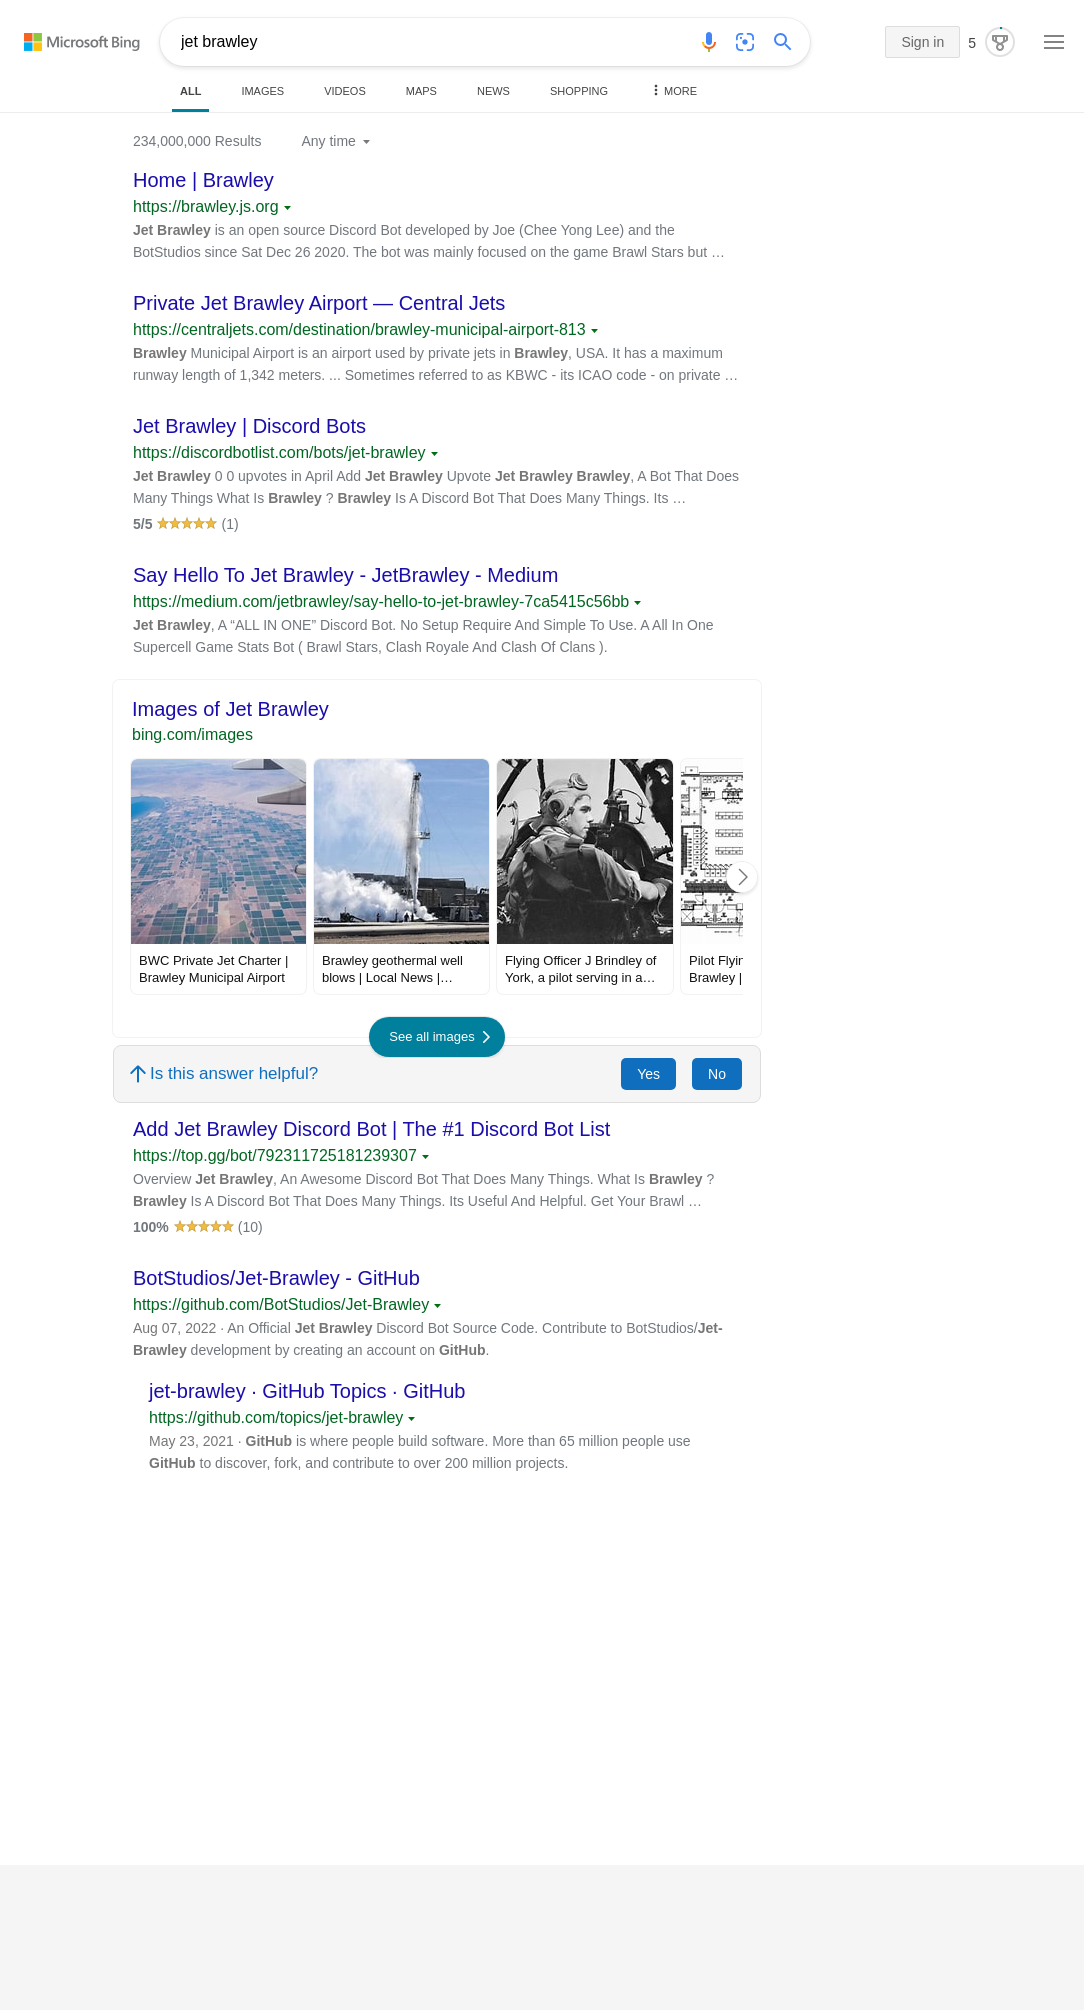 Microsoft Bing
jet brawley
Sign in
5
ALL
IMAGES
VIDEOS
MAPS
NEWS
SHOPPING
MORE
234,000,000 Results
Any time
Home | Brawley
https://brawley.js.org
Jet Brawley is an open source Discord Bot developed by Joe (Chee Yong Lee) and the
BotStudios since Sat Dec 26 2020. The bot was mainly focused on the game Brawl Stars but …
Private Jet Brawley Airport — Central Jets
https://centraljets.com/destination/brawley-municipal-airport-813
Brawley Municipal Airport is an airport used by private jets in Brawley, USA. It has a maximum
runway length of 1,342 meters. ... Sometimes referred to as KBWC - its ICAO code - on private …
Jet Brawley | Discord Bots
https://discordbotlist.com/bots/jet-brawley
Jet Brawley 0 0 upvotes in April Add Jet Brawley Upvote Jet Brawley Brawley, A Bot That Does
Many Things What Is Brawley ? Brawley Is A Discord Bot That Does Many Things. Its …
5/5 (1)
Say Hello To Jet Brawley - JetBrawley - Medium
https://medium.com/jetbrawley/say-hello-to-jet-brawley-7ca5415c56bb
Jet Brawley, A “ALL IN ONE” Discord Bot. No Setup Require And Simple To Use. A All In One
Supercell Game Stats Bot ( Brawl Stars, Clash Royale And Clash Of Clans ).
Images of Jet Brawley
bing.com/images
BWC Private Jet Charter |
Brawley Municipal Airport
Brawley geothermal well
blows | Local News |…
Flying Officer J Brindley of
York, a pilot serving in a…
Pilot Flyin
Brawley |
See all images
Is this answer helpful?
Yes
No
Add Jet Brawley Discord Bot | The #1 Discord Bot List
https://top.gg/bot/792311725181239307
Overview Jet Brawley, An Awesome Discord Bot That Does Many Things. What Is Brawley ?
Brawley Is A Discord Bot That Does Many Things. Its Useful And Helpful. Get Your Brawl …
100% (10)
BotStudios/Jet-Brawley - GitHub
https://github.com/BotStudios/Jet-Brawley
Aug 07, 2022 · An Official Jet Brawley Discord Bot Source Code. Contribute to BotStudios/Jet-
Brawley development by creating an account on GitHub.
jet-brawley · GitHub Topics · GitHub
https://github.com/topics/jet-brawley
May 23, 2021 · GitHub is where people build software. More than 65 million people use
GitHub to discover, fork, and contribute to over 200 million projects.